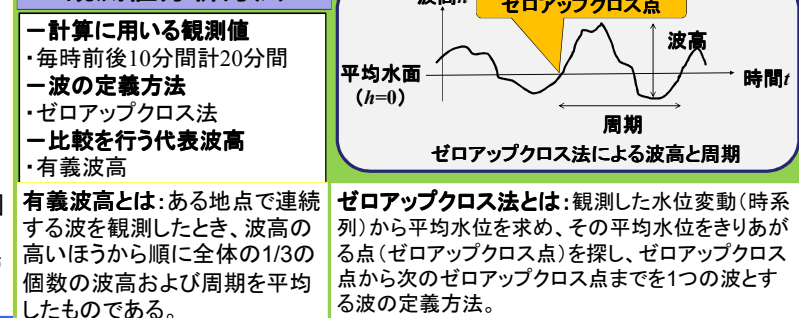 －計算に用いる観測値
・毎時前後10分間計20分間
－波の定義方法
・ゼロアップクロス法
－比較を行う代表波高
・有義波高
ゼロアップクロス点
波高
平均水面
（h=0）
時間t
周期
ゼロアップクロス法による波高と周期
有義波高とは：ある地点で連続
する波を観測したとき、波高の
高いほうから順に全体の1/3の
個数の波高および周期を平均
したものである。
ゼロアップクロス法とは：観測した水位変動（時系
列）から平均水位を求め、その平均水位をきりあが
る点（ゼロアップクロス点）を探し、ゼロアップクロス
点から次のゼロアップクロス点までを1つの波とす
る波の定義方法。